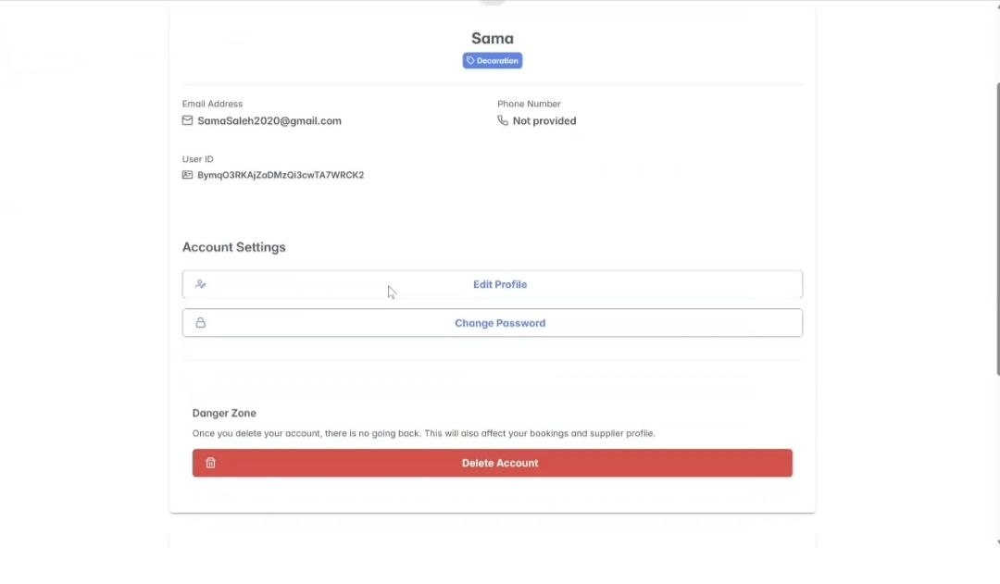 Sama
Decoration
Email Address
SamaSaleh2020@gmail.com
Phone Number
Not provided
User ID
BymqO3RKAjZaDMzQi3cwTA7WRCK2
Account Settings
Edit Profile
Change Password
Danger Zone
Once you delete your account, there is no going back. This will also affect your bookings and supplier profile.
Delete Account